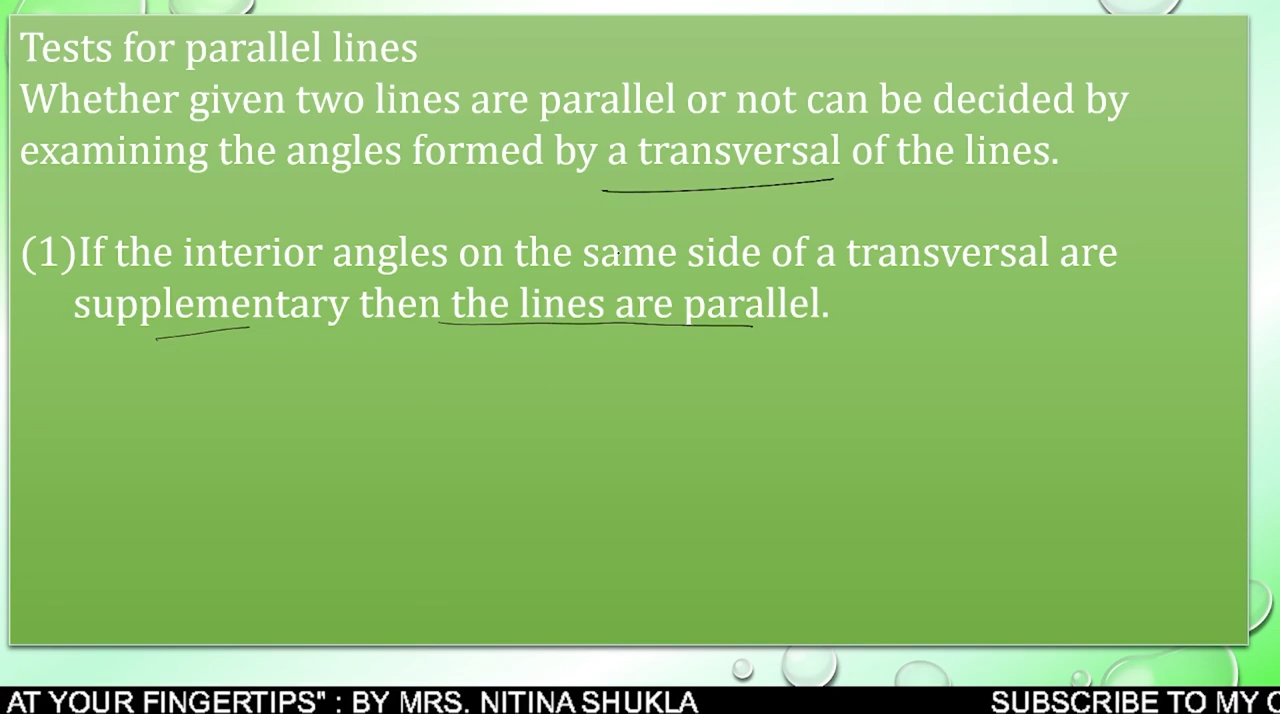 Tests for parallel lines
Whether given two lines are parallel or not can be decided by
examining the angles formed by a transversal of the lines.
(1)If the interior angles on the same side of a transversal are
supplementary then the lines are parallel.
AT YOUR FINGERTIPS" : BY MRS. NITINA SHUKLA SUBSCRIBE TO MY